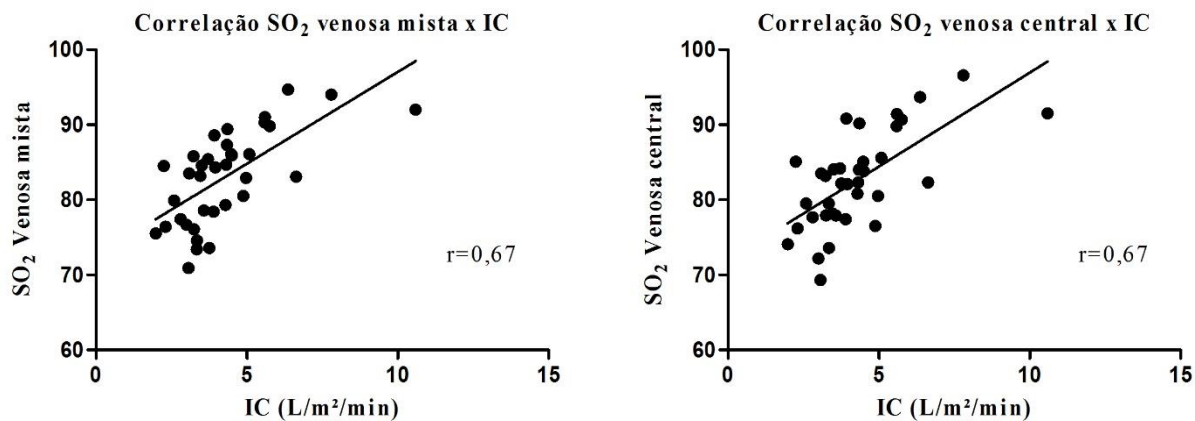 Correlação SO₂ venosa mista x IC
SO₂ Venosa mista
100
90
80
70
60
r=0,67
0
5
10
15
IC (L/m²/min)
Correlação SO₂ venosa central x IC
SO₂ Venosa central
100
90
80
70
60
r=0,67
0
5
10
15
IC (L/m²/min)